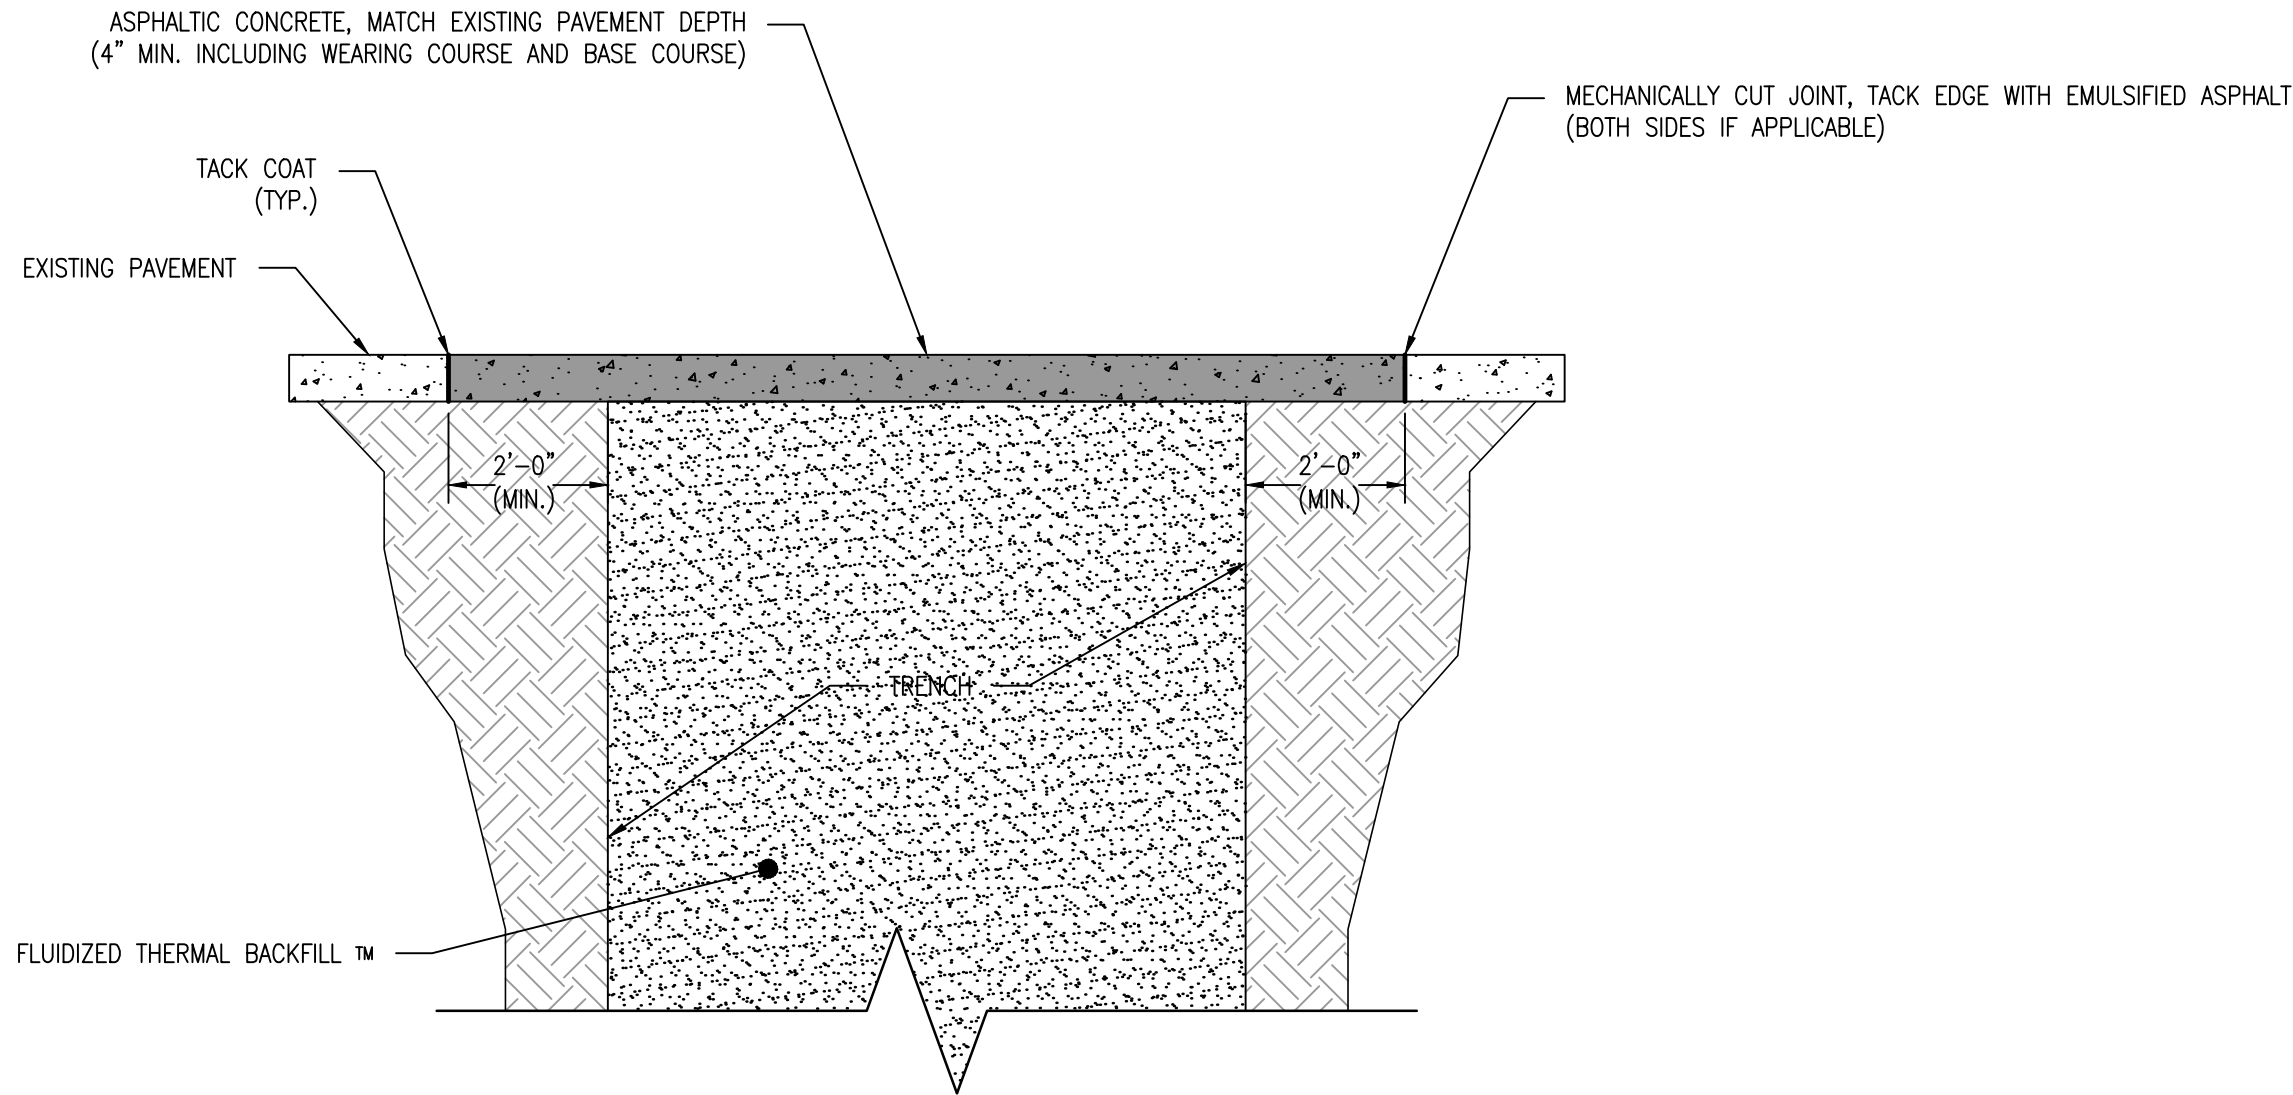 ASPHALTIC CONCRETE, MATCH EXISTING PAVEMENT DEPTH
(4" MIN. INCLUDING WEARING COURSE AND BASE COURSE)
MECHANICALLY CUT JOINT, TACK EDGE WITH EMULSIFIED ASPHALT
(BOTH SIDES IF APPLICABLE)
TACK COAT
(TYP.)
EXISTING PAVEMENT
2'-0"
(MIN.)
2'-0"
(MIN.)
TRENCH
FLUIDIZED THERMAL BACKFILL ™